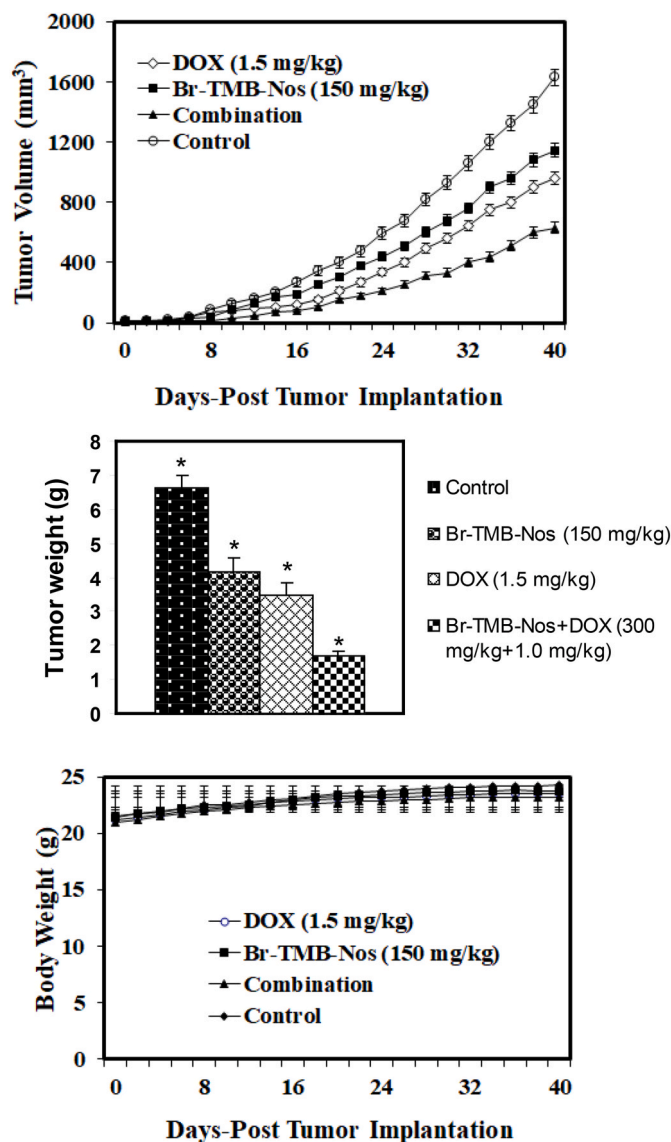 2000
1600
1200
800
400
0
Tumor Volume (mm³)
DOX (1.5 mg/kg)
Br-TMB-Nos (150 mg/kg)
Combination
Control
0 8 16 24 32 40
Days-Post Tumor Implantation
8
7
6
5
4
3
2
1
0
Tumor weight (g)
* * * *
Control
Br-TMB-Nos (150 mg/kg)
DOX (1.5 mg/kg)
Br-TMB-Nos+DOX (300
mg/kg+1.0 mg/kg)
25
20
15
10
5
0
Body Weight (g)
DOX (1.5 mg/kg)
Br-TMB-Nos (150 mg/kg)
Combination
Control
0 8 16 24 32 40
Days-Post Tumor Implantation